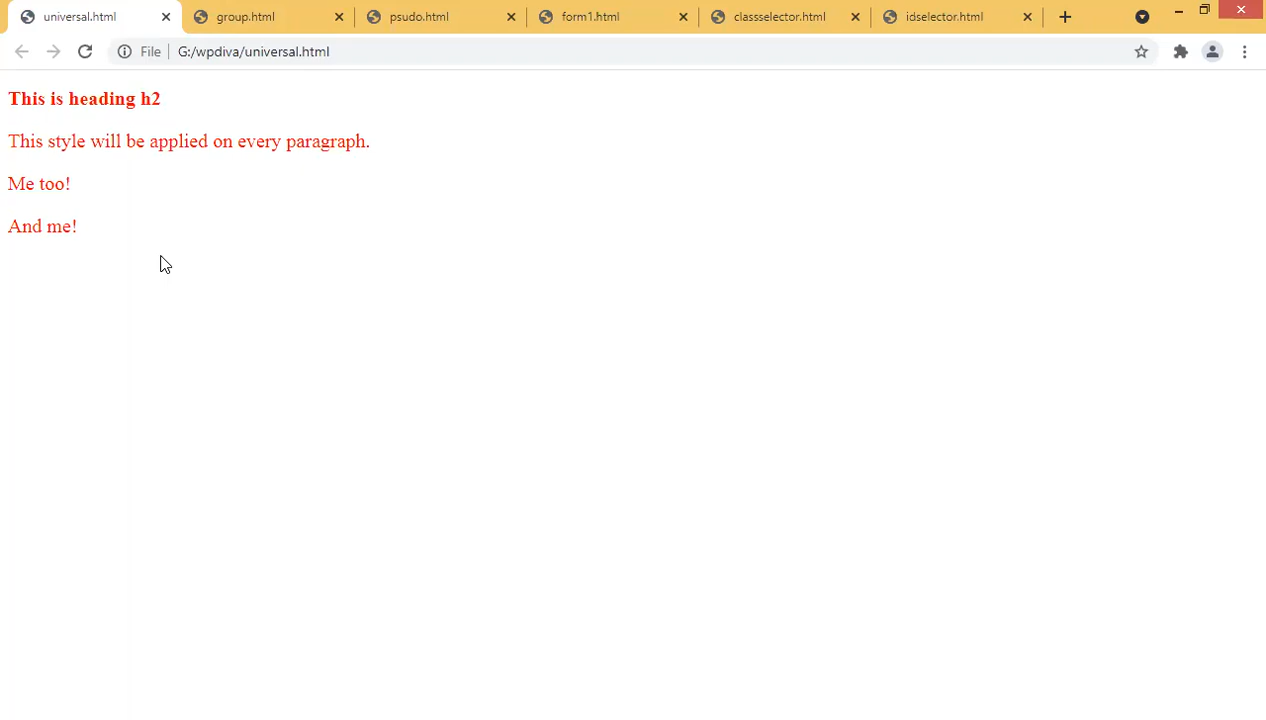 universal.html
group.html
psudo.html
form1.html
classselector.html
idselector.html
File
G:/wpdiva/universal.html
This is heading h2
This style will be applied on every paragraph.
Me too!
And me!